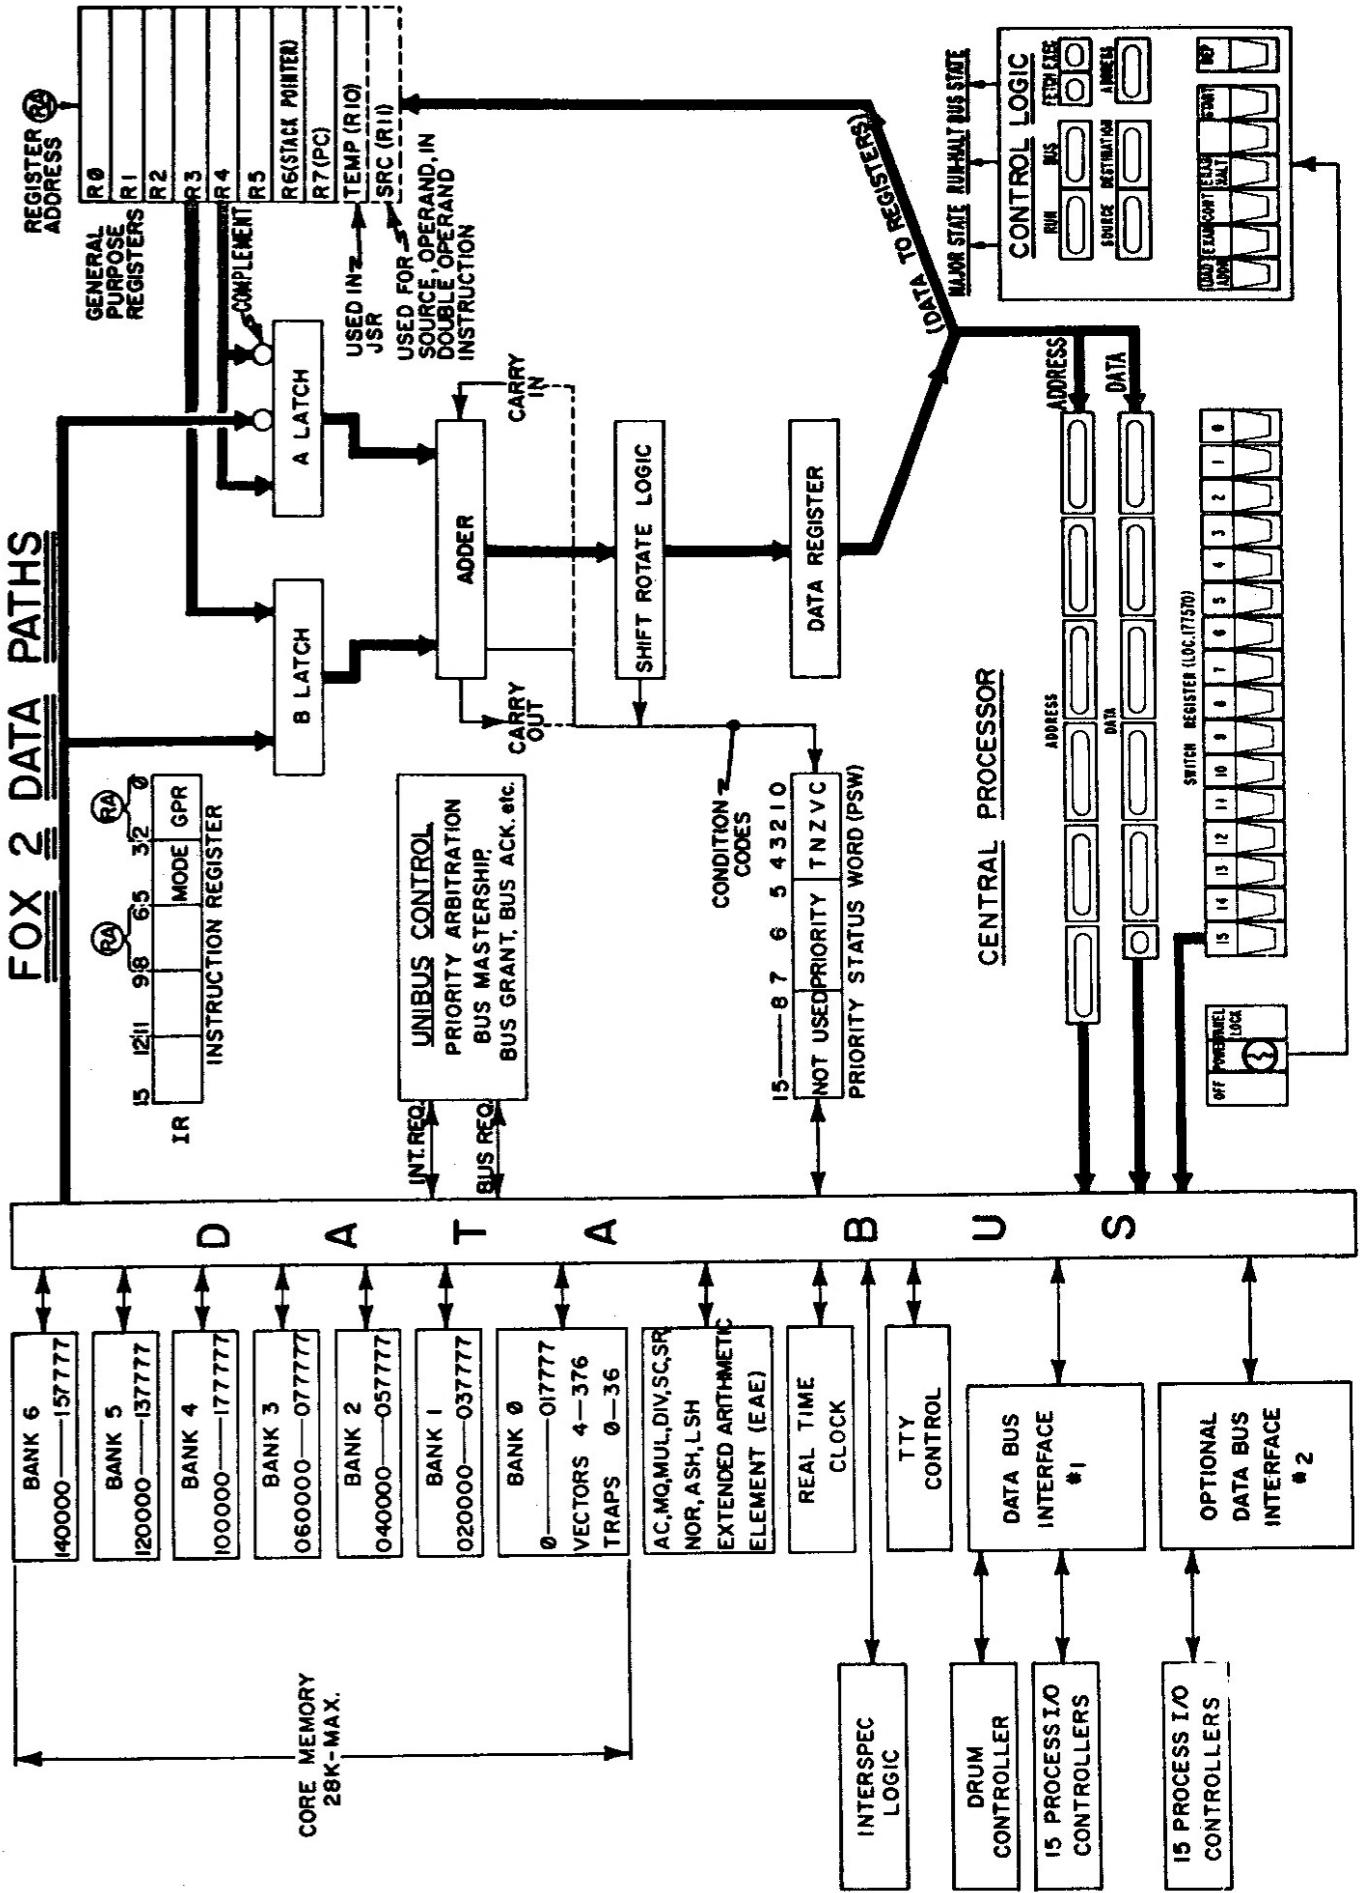 FOX 2 DATA PATHS
REGISTER
ADDRESS
RA
GENERAL
PURPOSE
REGISTERS
R0
R1
R2
R3
R4
R5
R6(STACK POINTER)
R7(PC)
TEMP (R10)
SRC (R11)
COMPLEMENT
USED IN
JSR
USED FOR
SOURCE, OPERAND, IN
DOUBLE OPERAND
INSTRUCTION
A LATCH
B LATCH
ADDER
CARRY
IN
CARRY
OUT
SHIFT ROTATE LOGIC
DATA REGISTER
(DATA TO REGISTERS)
RA
RA
15 12 11 9 8 6 5 3 2 0
IR
MODE
GPR
INSTRUCTION REGISTER
UNIBUS CONTROL
PRIORITY ARBITRATION
BUS MASTERSHIP,
BUS GRANT, BUS ACK. etc.
INT.REQ.
BUS REQ.
CONDITION
CODES
15—8 7 6 5 4 3 2 1 0
NOT USED
PRIORITY
T N Z V C
PRIORITY STATUS WORD (PSW)
CENTRAL PROCESSOR
MAJOR STATE
RUN-HALT
BUS STATE
CONTROL LOGIC
RUN
BUS
FETCH
EXEC
SOURCE
DESTINATION
ADDRESS
LOAD
ADDR
EXAM
CONT
HALT
START
DEP
ADDRESS
DATA
ADDRESS
DATA
SWITCH REGISTER (LOC.177570)
15 14 13 12 11 10 9 8 7 6 5 4 3 2 1 0
OFF
POWER
PANEL
LOCK
DATA BUS
BANK 6
140000—157777
BANK 5
120000—137777
BANK 4
100000—177777
BANK 3
060000—077777
BANK 2
040000—057777
BANK 1
020000—037777
BANK 0
0—017777
VECTORS 4—376
TRAPS 0—36
CORE MEMORY
28K-MAX.
AC,MQ,MUL,DIV,SC,SR,
NOR,ASH,LSH
EXTENDED ARITHMETIC
ELEMENT (EAE)
REAL TIME
CLOCK
TTY
CONTROL
DATA BUS
INTERFACE
#1
OPTIONAL
DATA BUS
INTERFACE
#2
INTERSPEC
LOGIC
DRUM
CONTROLLER
15 PROCESS I/O
CONTROLLERS
15 PROCESS I/O
CONTROLLERS